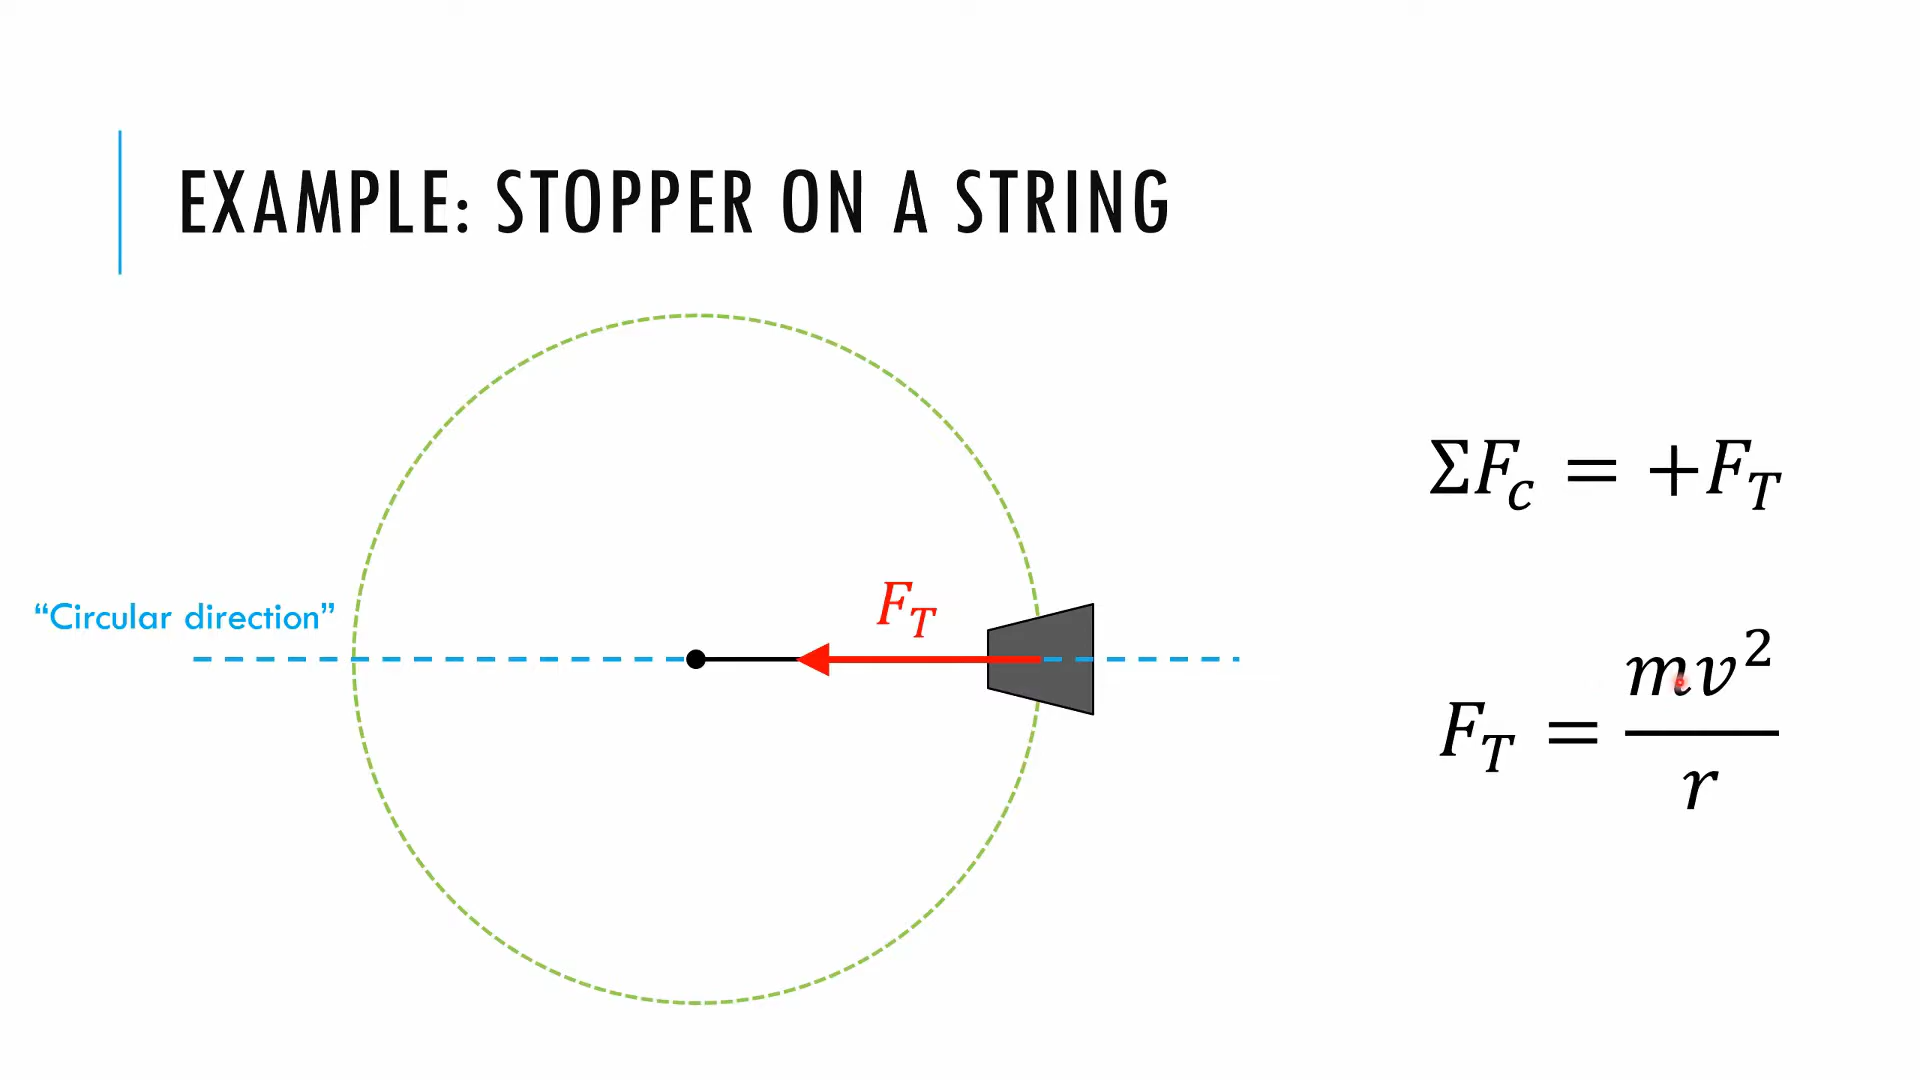 EXAMPLE: STOPPER ON A STRING
“Circular direction”
F_T
ΣF_c = +F_T
F_T = mv²/r